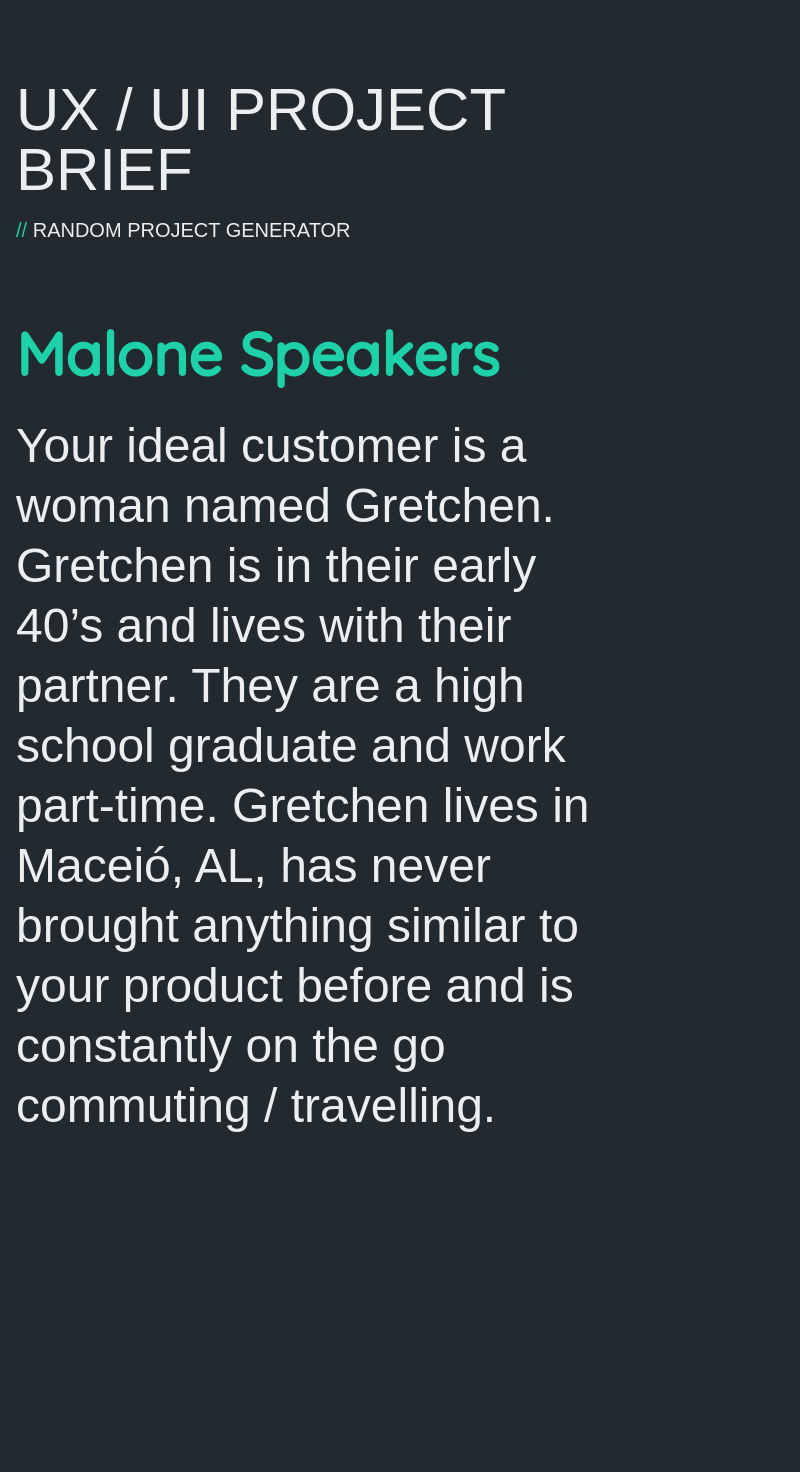 UX / UI PROJECT
BRIEF
// RANDOM PROJECT GENERATOR
Malone Speakers
Your ideal customer is a
woman named Gretchen.
Gretchen is in their early
40’s and lives with their
partner. They are a high
school graduate and work
part-time. Gretchen lives in
Maceió, AL, has never
brought anything similar to
your product before and is
constantly on the go
commuting / travelling.